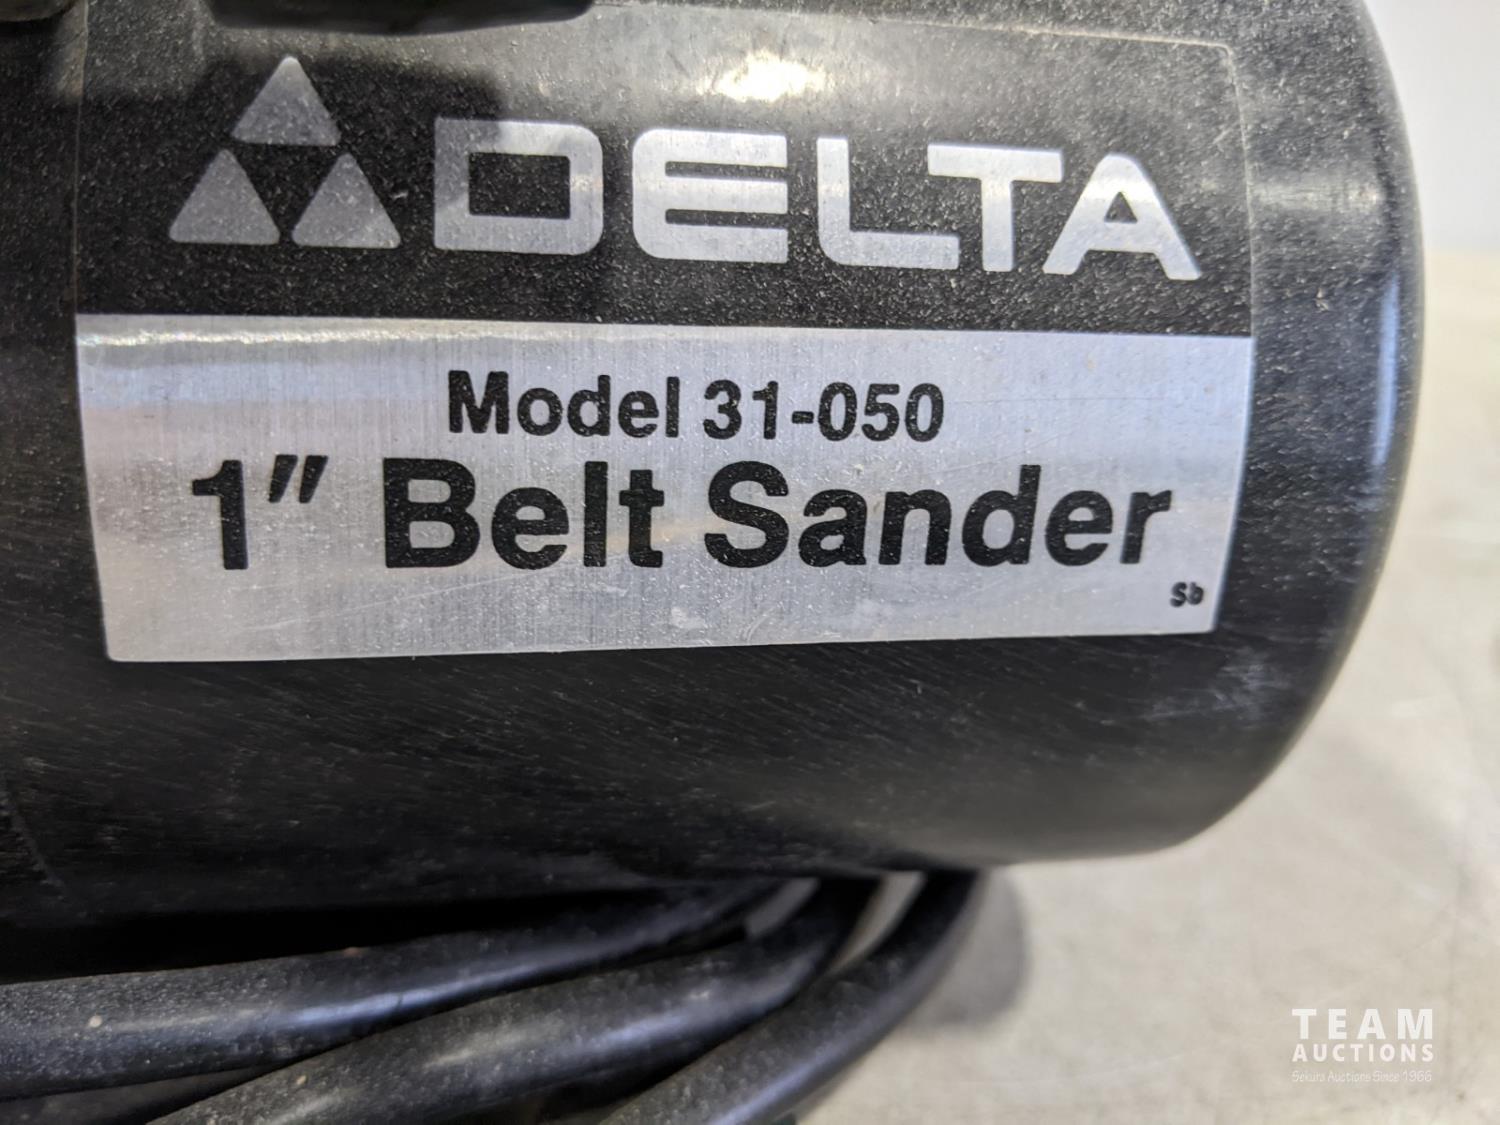 DELTA
Model 31-050
1" Belt Sander
Sb
TEAM
AUCTIONS
Sekura Auctions Since 1966